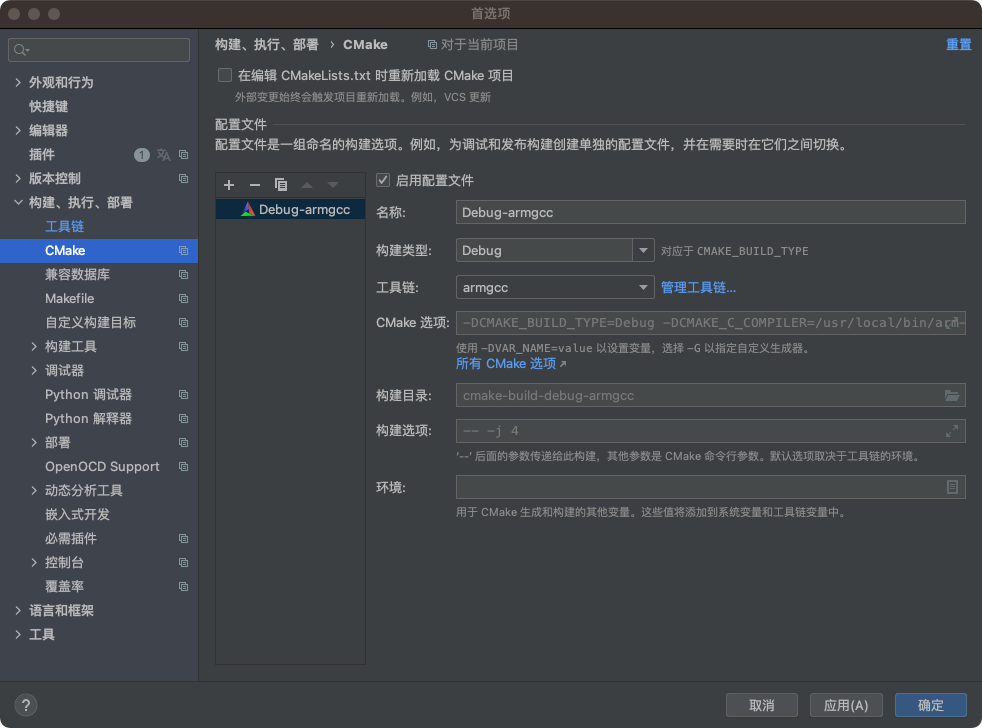 首选项
构建、执行、部署 › CMake 对于当前项目 重置
在编辑 CMakeLists.txt 时重新加载 CMake 项目
外部变更始终会触发项目重新加载。例如，VCS 更新
配置文件
配置文件是一组命名的构建选项。例如，为调试和发布构建创建单独的配置文件，并在需要时在它们之间切换。
外观和行为
快捷键
编辑器
插件 1
版本控制
构建、执行、部署
工具链
CMake
兼容数据库
Makefile
自定义构建目标
构建工具
调试器
Python 调试器
Python 解释器
部署
OpenOCD Support
动态分析工具
嵌入式开发
必需插件
控制台
覆盖率
语言和框架
工具
Debug-armgcc
启用配置文件
名称: Debug-armgcc
构建类型: Debug 对应于 CMAKE_BUILD_TYPE
工具链: armgcc 管理工具链...
CMake 选项: -DCMAKE_BUILD_TYPE=Debug -DCMAKE_C_COMPILER=/usr/local/bin/
使用 -DVAR_NAME=value 以设置变量，选择 -G 以指定自定义生成器。
所有 CMake 选项 ↗
构建目录: cmake-build-debug-armgcc
构建选项: -- -j 4
'--' 后面的参数传递给此构建，其他参数是 CMake 命令行参数。默认选项取决于工具链的环境。
环境:
用于 CMake 生成和构建的其他变量。这些值将添加到系统变量和工具链变量中。
? 取消 应用(A) 确定